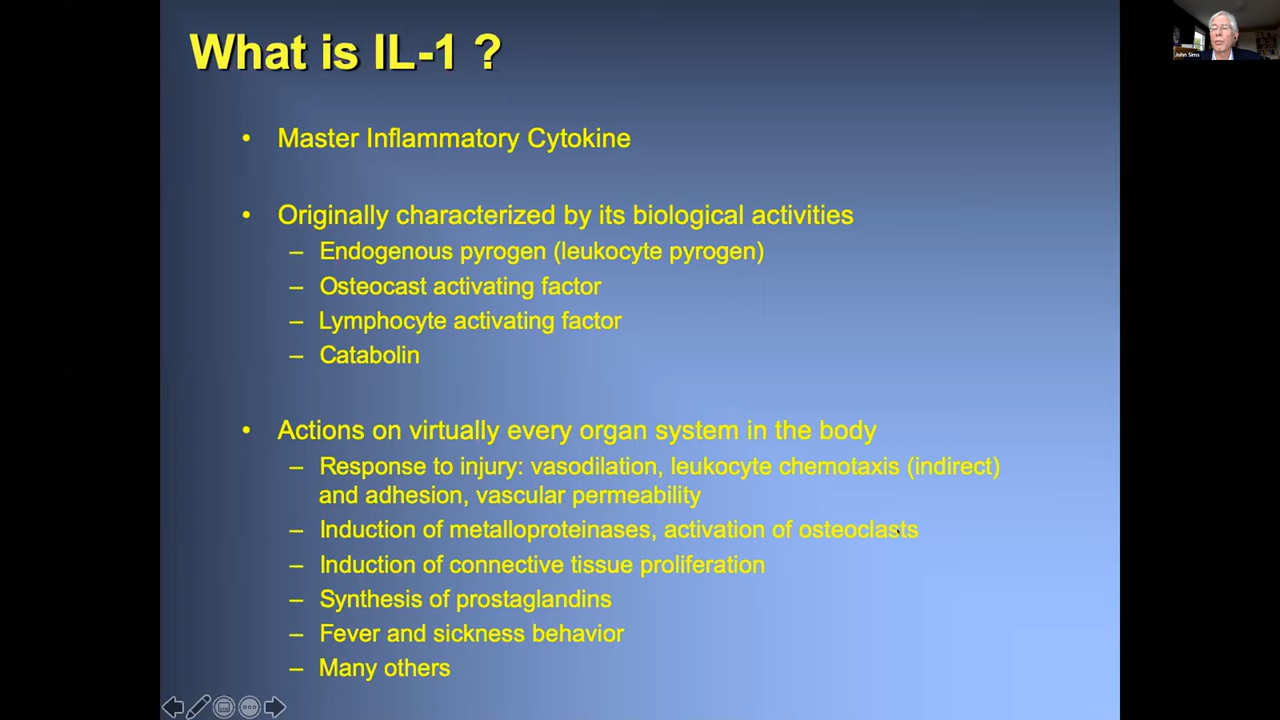 What is IL-1 ?
• Master Inflammatory Cytokine
• Originally characterized by its biological activities
– Endogenous pyrogen (leukocyte pyrogen)
– Osteocast activating factor
– Lymphocyte activating factor
– Catabolin
• Actions on virtually every organ system in the body
– Response to injury: vasodilation, leukocyte chemotaxis (indirect)
and adhesion, vascular permeability
– Induction of metalloproteinases, activation of osteoclasts
– Induction of connective tissue proliferation
– Synthesis of prostaglandins
– Fever and sickness behavior
– Many others
John Sims